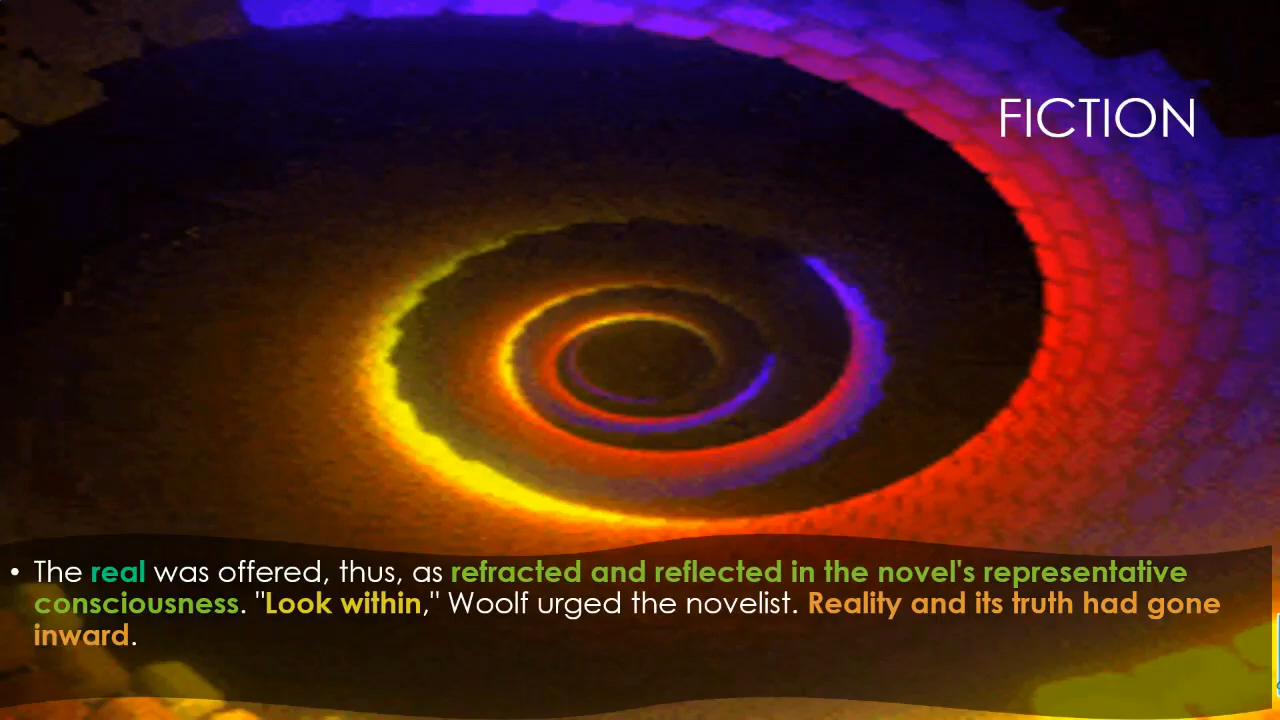 FICTION
• The real was offered, thus, as refracted and reflected in the novel's representative
consciousness. "Look within," Woolf urged the novelist. Reality and its truth had gone
inward.